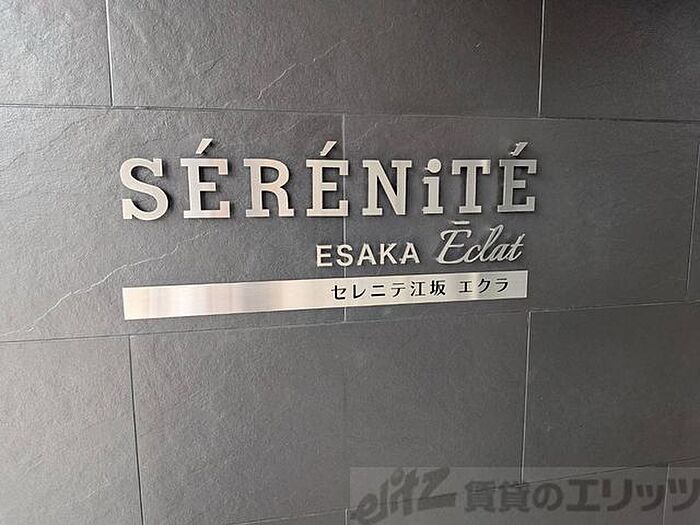 SÉRÉNiTÉ
ESAKA Ēclat
セレニテ江坂 エクラ
ejitz 賃貸のエリッツ